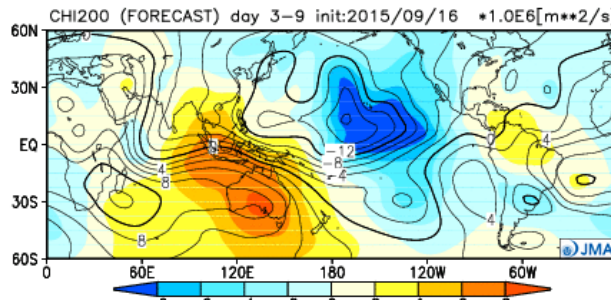 CHI200 (FORECAST) day 3-9 init:2015/09/16 *1.0E6[m**2/s
60N
30N
EQ
30S
60S
-12
-8
-4
4
8
8
4
JMA
0 60E 120E 180 120W 60W